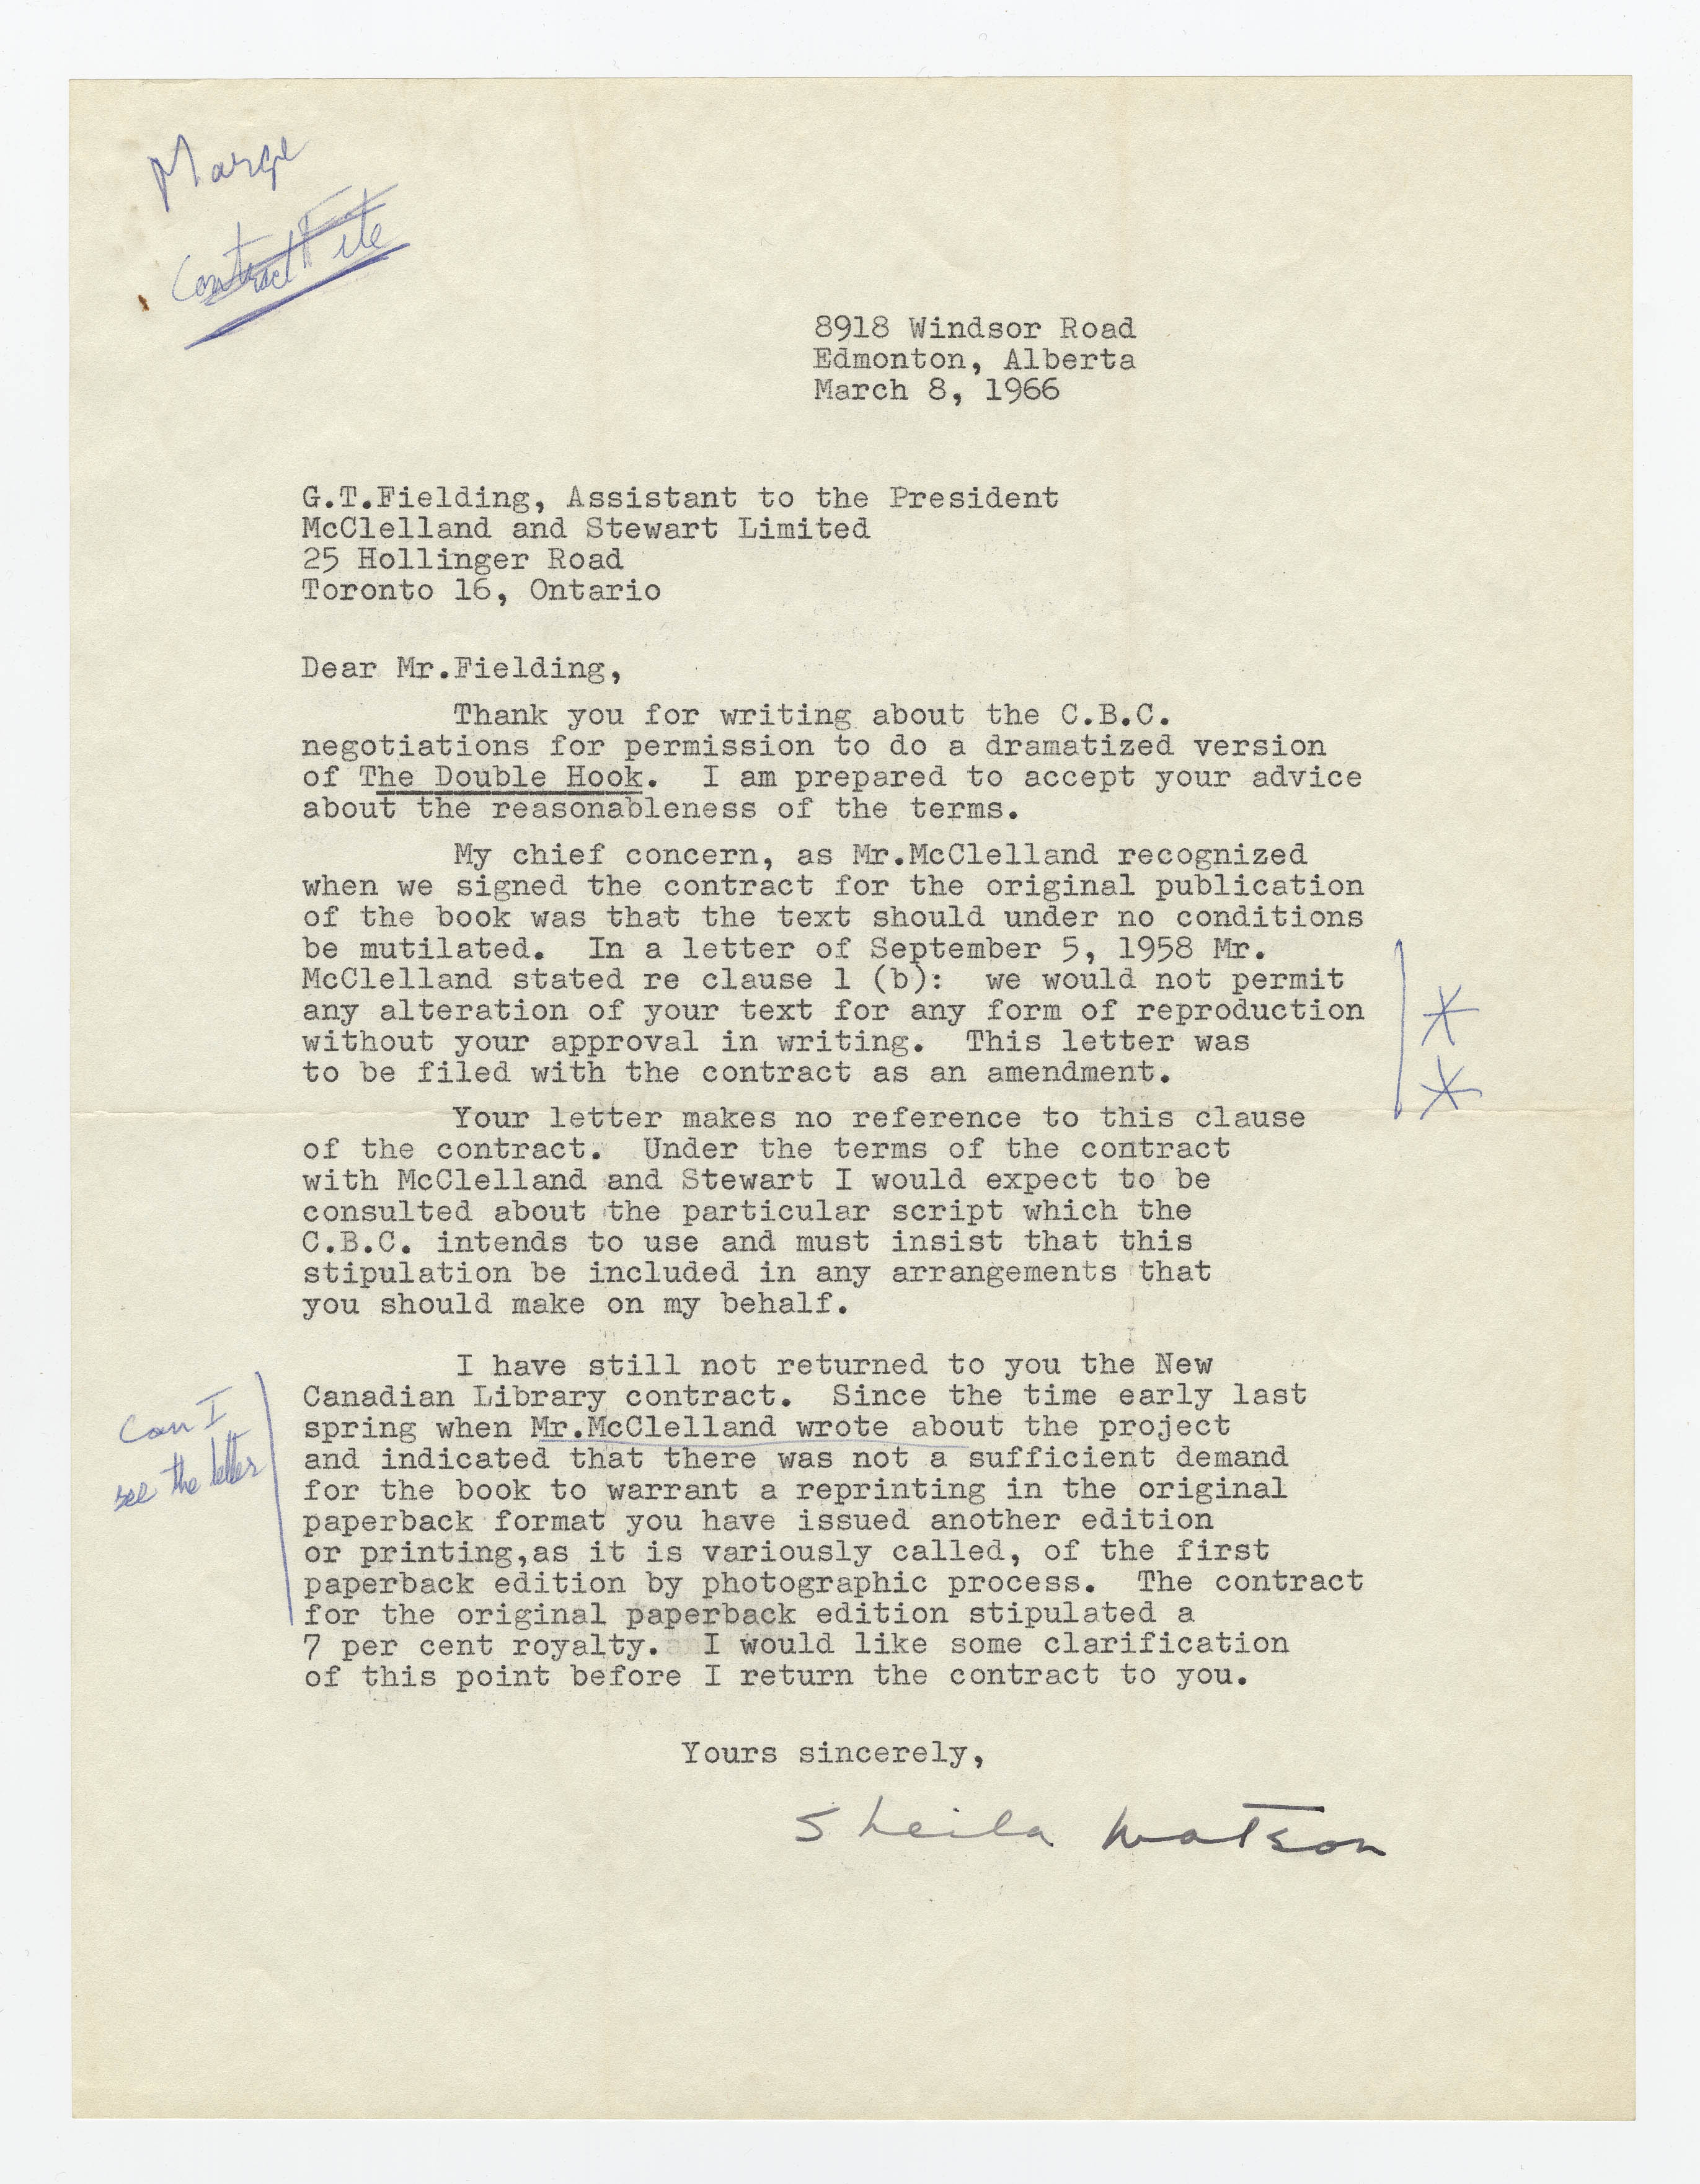 Marge
Contract File
8918 Windsor Road
Edmonton, Alberta
March 8, 1966
G.T.Fielding, Assistant to the President
McClelland and Stewart Limited
25 Hollinger Road
Toronto 16, Ontario
Dear Mr.Fielding,
Thank you for writing about the C.B.C.
negotiations for permission to do a dramatized version
of The Double Hook. I am prepared to accept your advice
about the reasonableness of the terms.
My chief concern, as Mr.McClelland recognized
when we signed the contract for the original publication
of the book was that the text should under no conditions
be mutilated. In a letter of September 5, 1958 Mr.
McClelland stated re clause 1 (b): we would not permit
any alteration of your text for any form of reproduction
without your approval in writing. This letter was
to be filed with the contract as an amendment.
Your letter makes no reference to this clause
of the contract. Under the terms of the contract
with McClelland and Stewart I would expect to be
consulted about the particular script which the
C.B.C. intends to use and must insist that this
stipulation be included in any arrangements that
you should make on my behalf.
I have still not returned to you the New
Canadian Library contract. Since the time early last
spring when Mr.McClelland wrote about the project
and indicated that there was not a sufficient demand
for the book to warrant a reprinting in the original
paperback format you have issued another edition
or printing,as it is variously called, of the first
paperback edition by photographic process. The contract
for the original paperback edition stipulated a
7 per cent royalty. I would like some clarification
of this point before I return the contract to you.
Can I
see the letter
Yours sincerely,
Sheila Watson